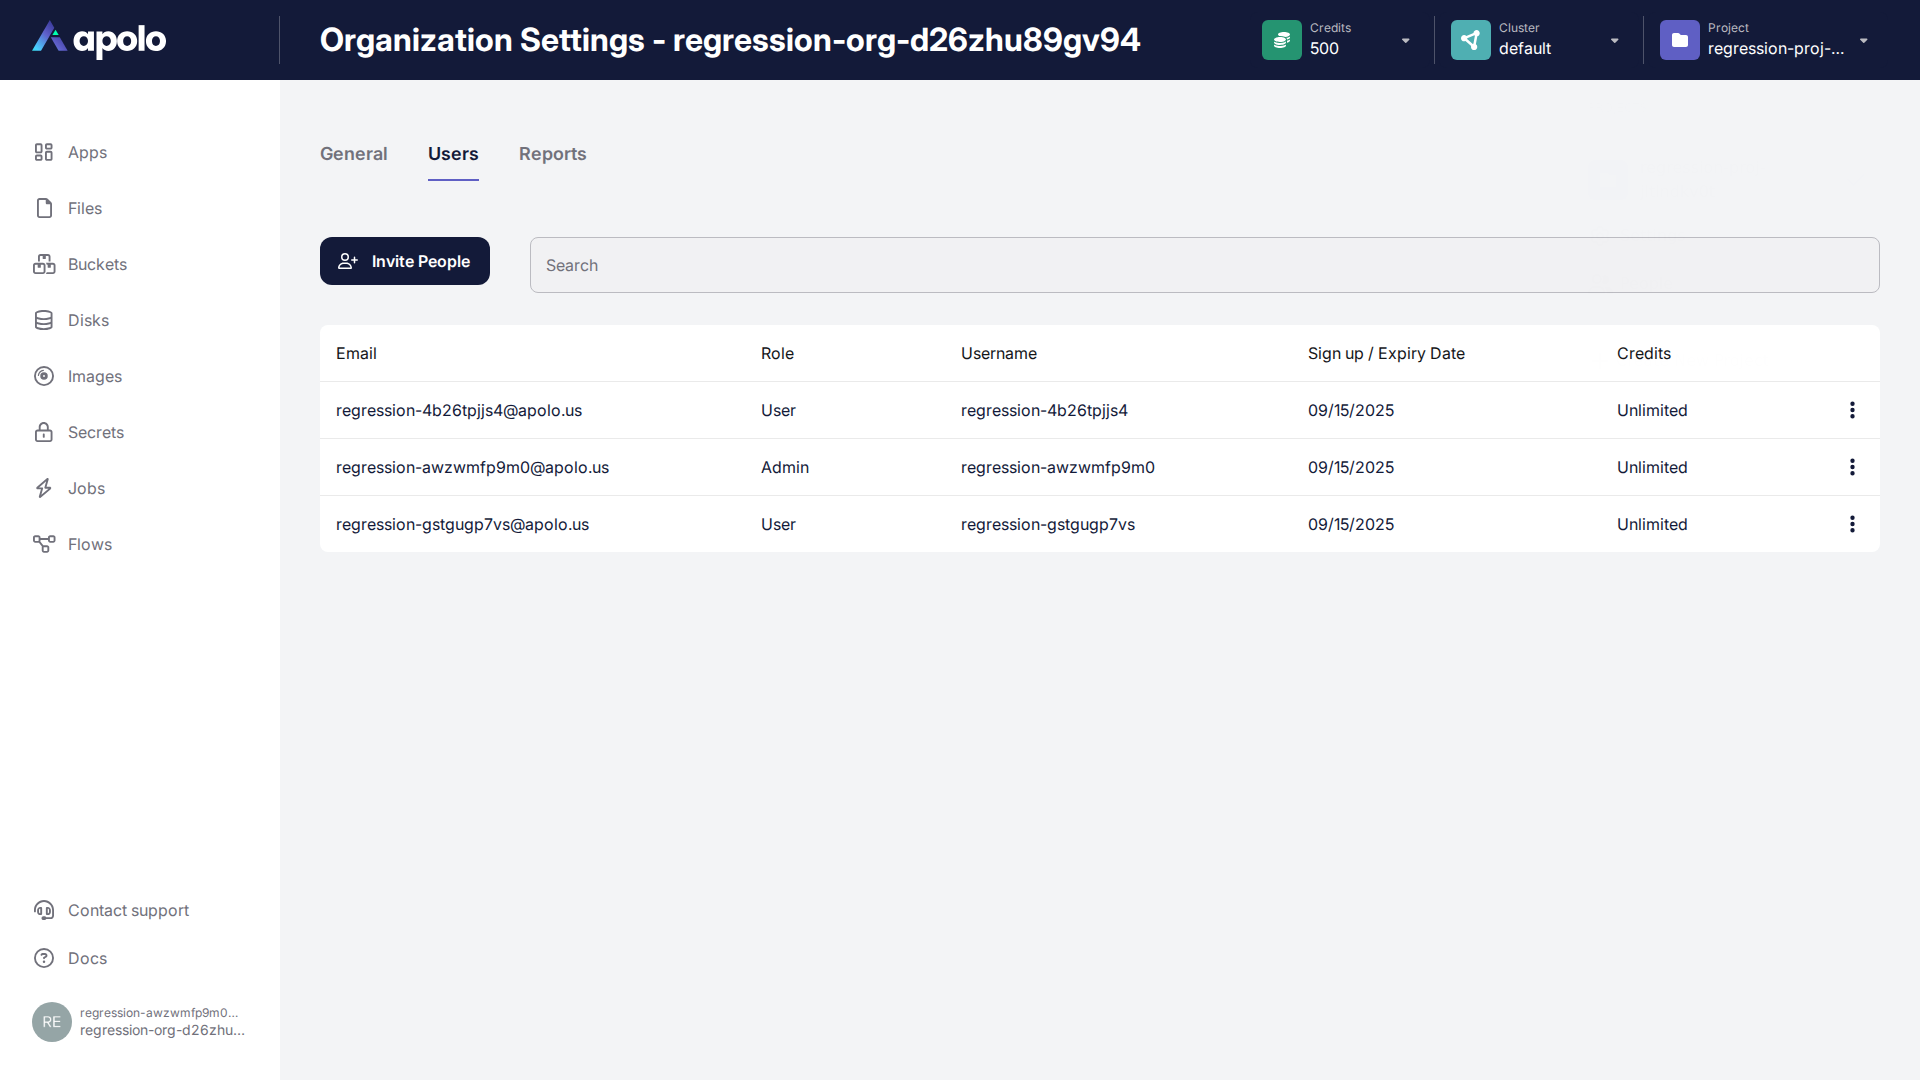 apolo
Organization Settings - regression-org-d26zhu89gv94
Credits
500
Cluster
default
Project
regression-proj-...
Apps
Files
Buckets
Disks
Images
Secrets
Jobs
Flows
General Users Reports
Invite People
Search
Email Role Username Sign up / Expiry Date Credits
regression-4b26tpjjs4@apolo.us User regression-4b26tpjjs4 09/15/2025 Unlimited
regression-awzwmfp9m0@apolo.us Admin regression-awzwmfp9m0 09/15/2025 Unlimited
regression-gstgugp7vs@apolo.us User regression-gstgugp7vs 09/15/2025 Unlimited
Contact support
Docs
RE
regression-awzwmfp9m0...
regression-org-d26zhu...